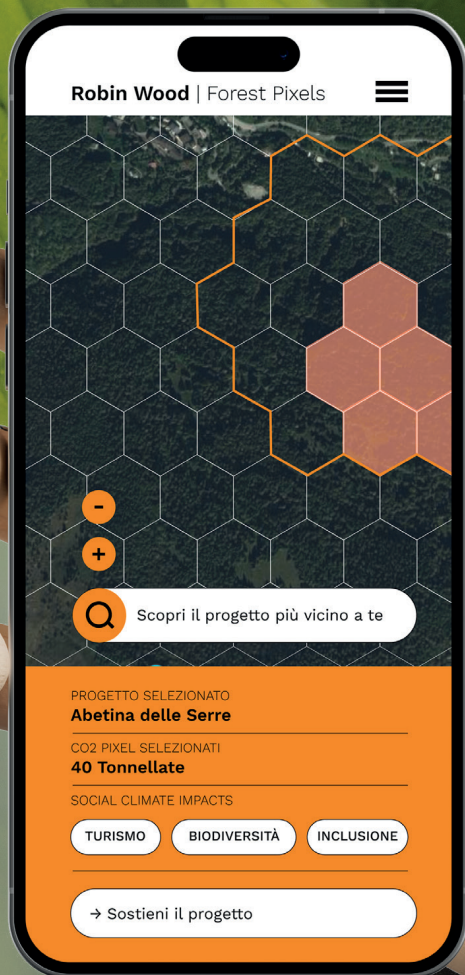 Robin Wood | Forest Pixels
-
+
Scopri il progetto più vicino a te
PROGETTO SELEZIONATO
Abetina delle Serre
CO2 PIXEL SELEZIONATI
40 Tonnellate
SOCIAL CLIMATE IMPACTS
TURISMO BIODIVERSITÀ INCLUSIONE
→ Sostieni il progetto